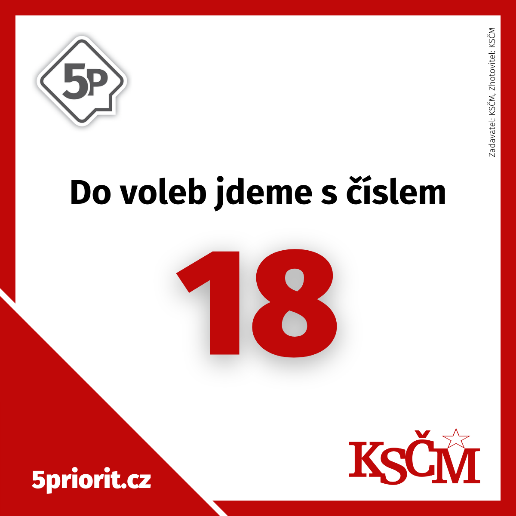 5P
Zadavatel: KSČM, Zhotovitel: KSČM
Do voleb jdeme s číslem
18
5priorit.cz
KSČM